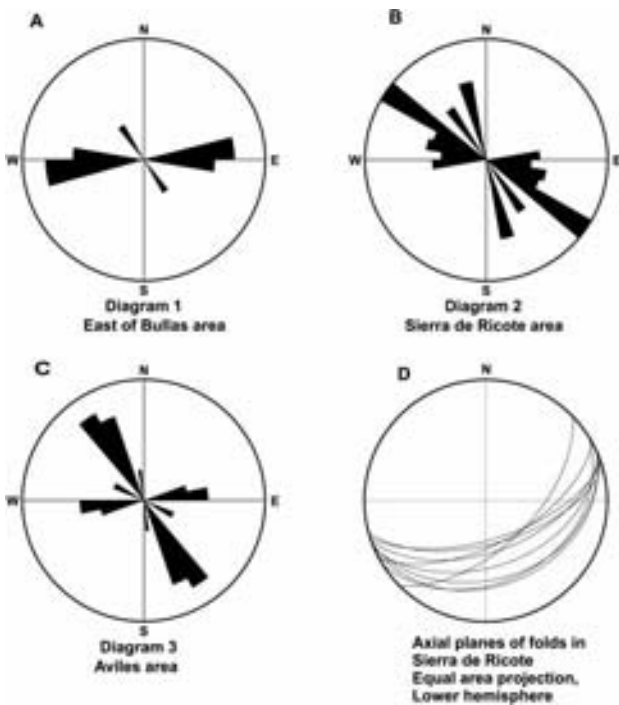 A
N
W
E
S
Diagram 1
East of Bullas area
B
N
W
E
S
Diagram 2
Sierra de Ricote area
C
N
W
E
S
Diagram 3
Aviles area
D
N
Axial planes of folds in
Sierra de Ricote
Equal area projection,
Lower hemisphere